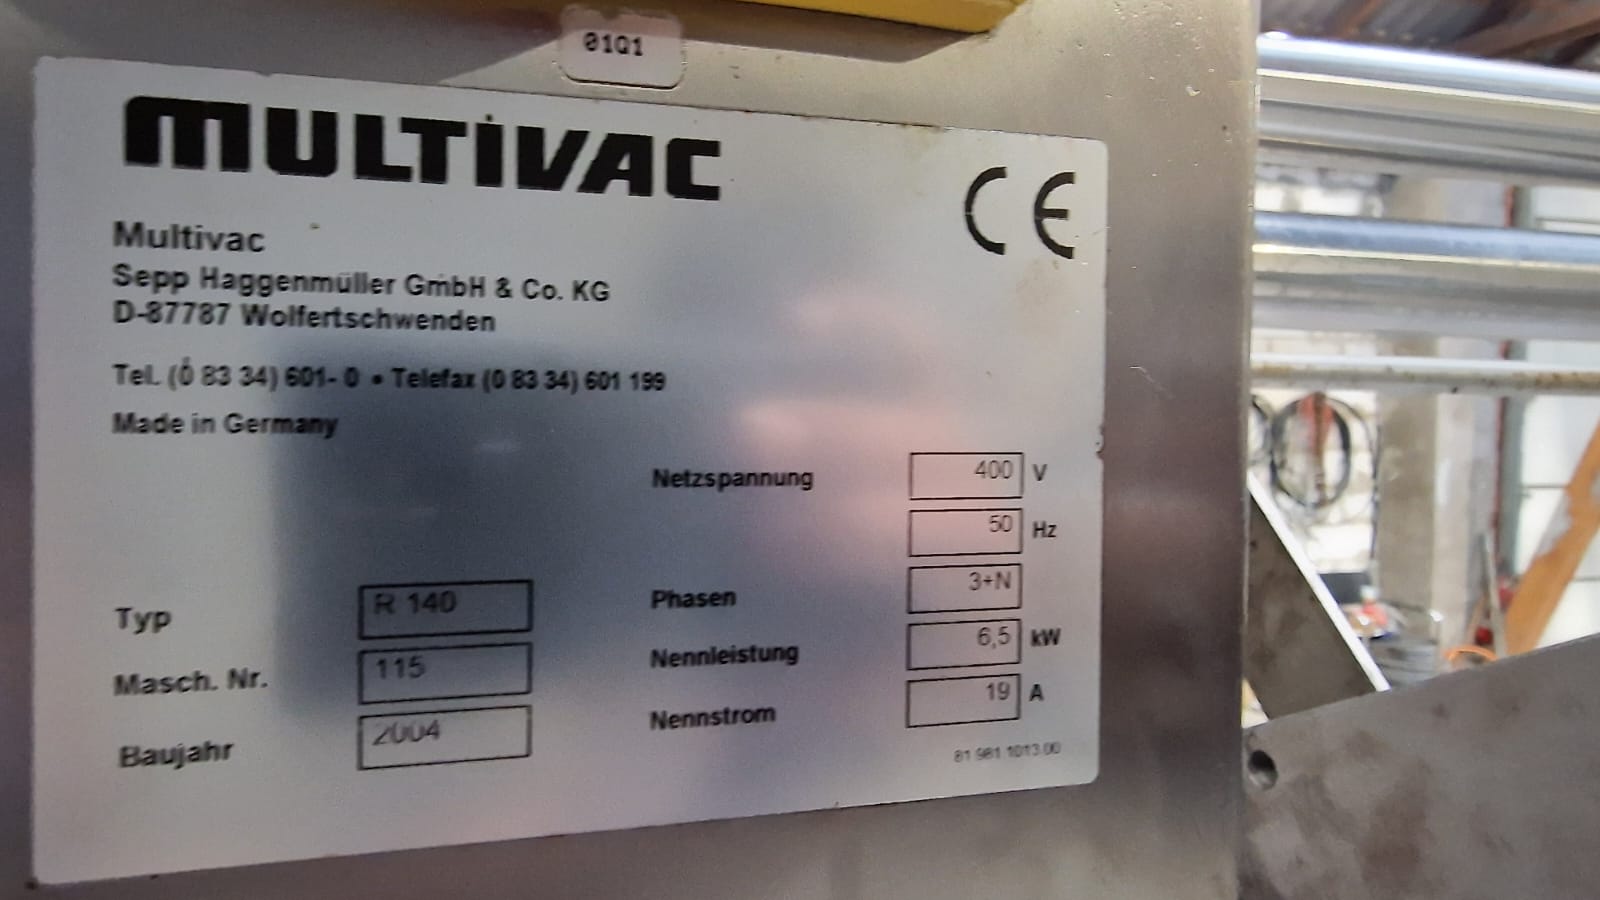 01Q1
MULTIVAC
CE
Multivac
Sepp Haggenmüller GmbH & Co. KG
D-87787 Wolfertschwenden
Tel. (0 83 34) 601- 0 • Telefax (0 83 34) 601 199
Made in Germany
Netzspannung 400 V
50 Hz
Phasen 3+N
Nennleistung 6,5 kW
Nennstrom 19 A
Typ R 140
Masch. Nr. 115
Baujahr 2004
81 981 1013.00